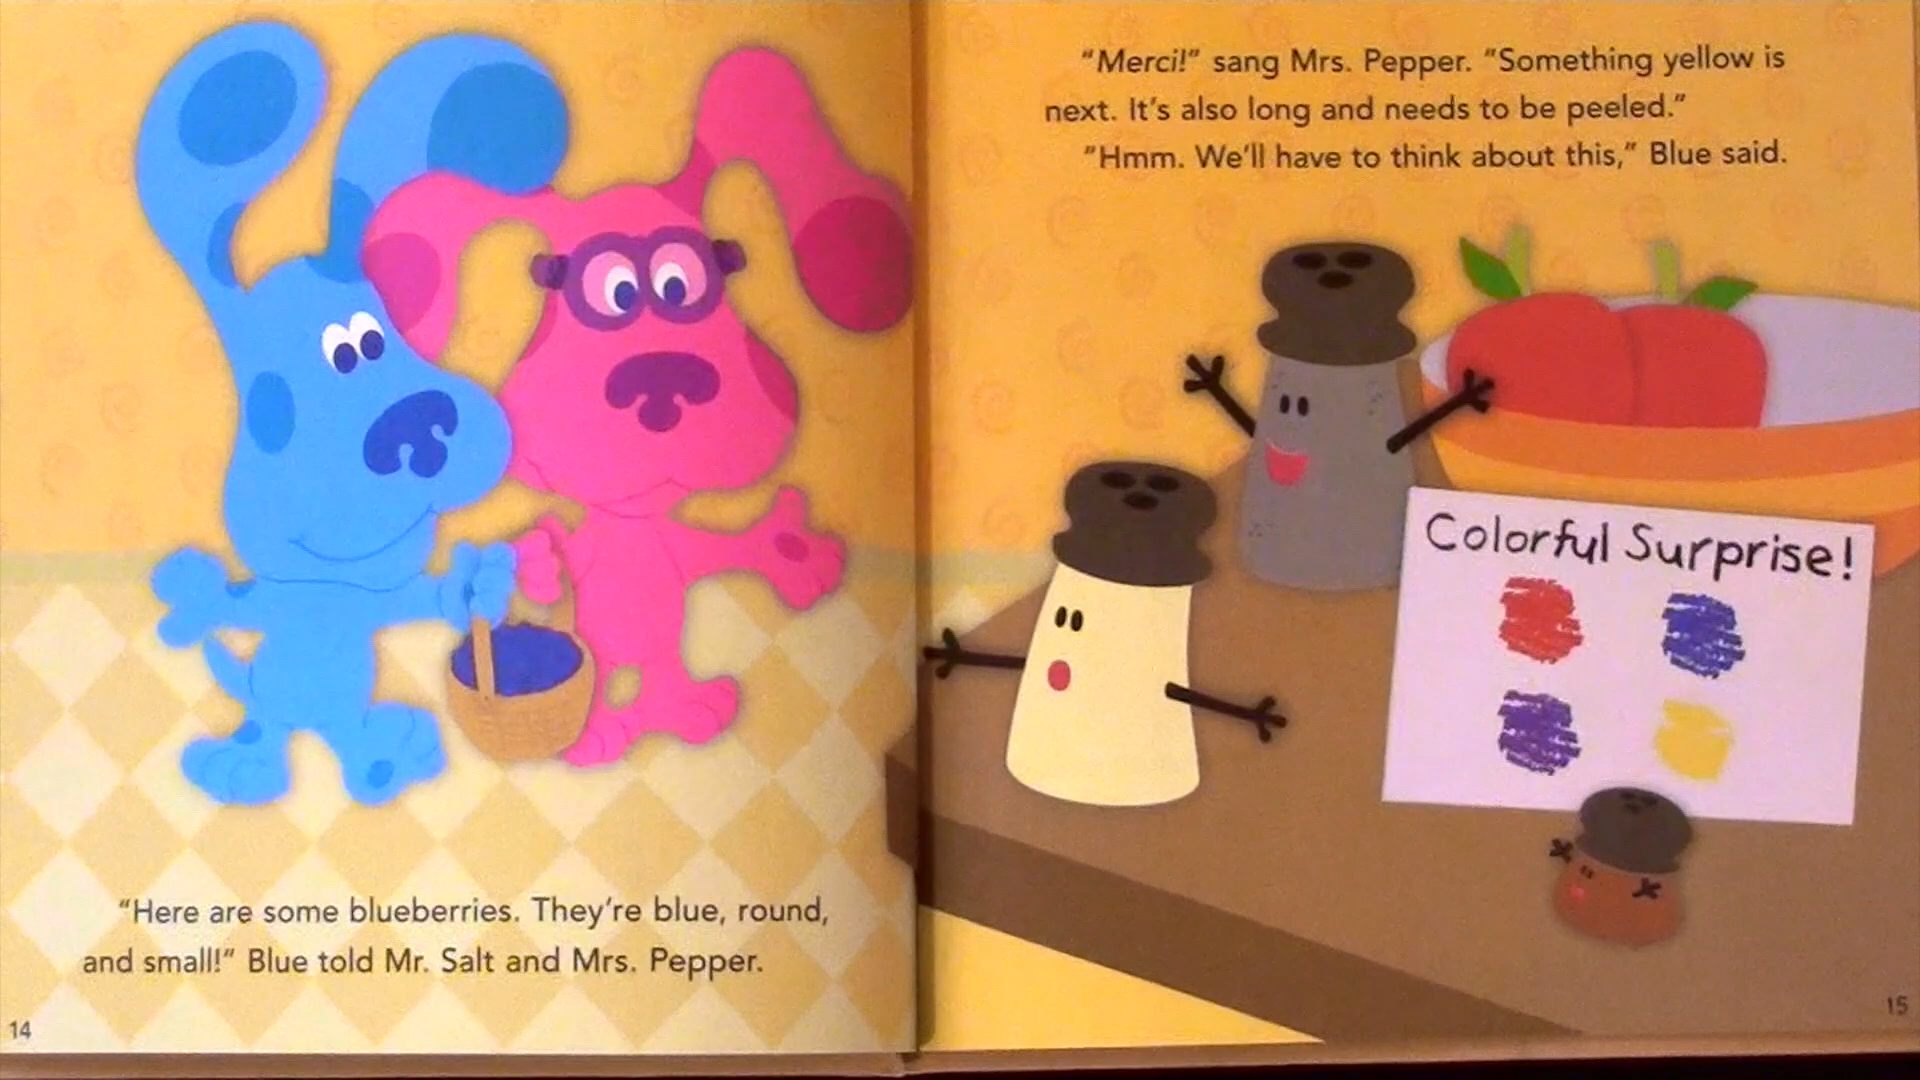 “Here are some blueberries. They’re blue, round,
and small!” Blue told Mr. Salt and Mrs. Pepper.
14
“Merci!” sang Mrs. Pepper. “Something yellow is
next. It’s also long and needs to be peeled.”
“Hmm. We’ll have to think about this,” Blue said.
Colorful Surprise!
15